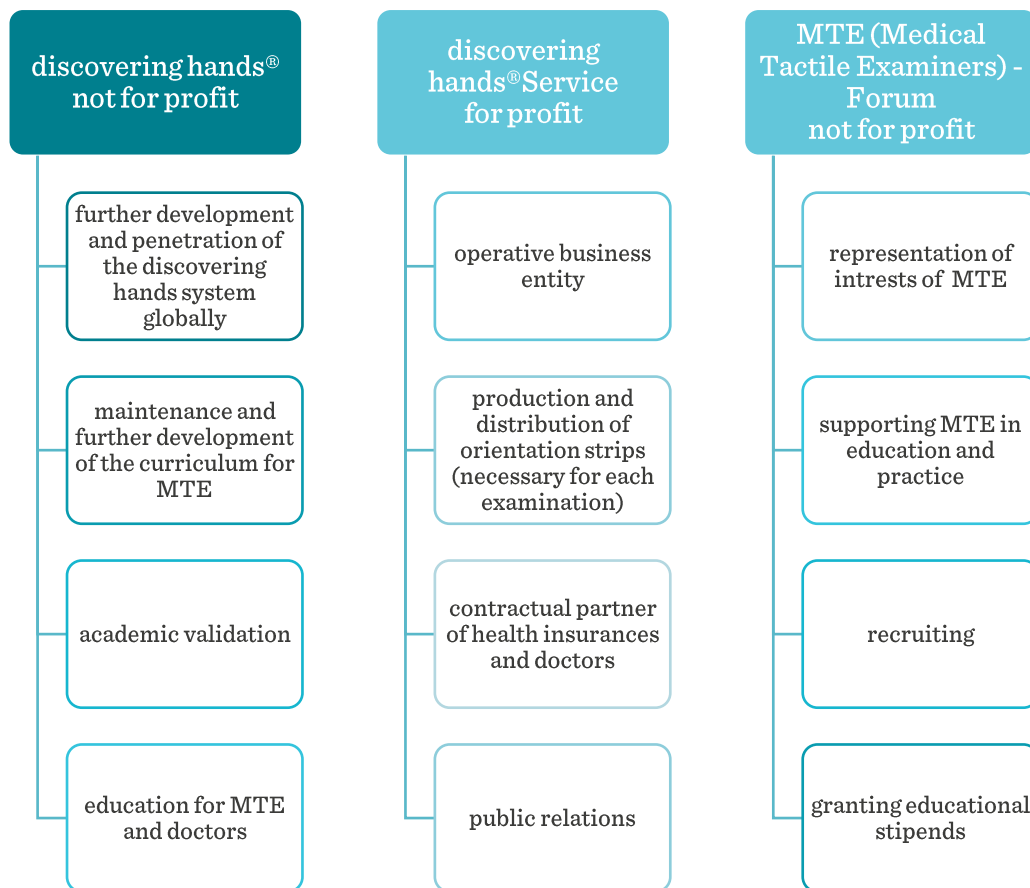 discovering hands®
not for profit
further development
and penetration of
the discovering
hands system
globally
maintenance and
further development
of the curriculum for
MTE
academic validation
education for MTE
and doctors
discovering
hands®Service
for profit
operative business
entity
production and
distribution of
orientation strips
(necessary for each
examination)
contractual partner
of health insurances
and doctors
public relations
MTE (Medical
Tactile Examiners) -
Forum
not for profit
representation of
intrests of MTE
supporting MTE in
education and
practice
recruiting
granting educational
stipends